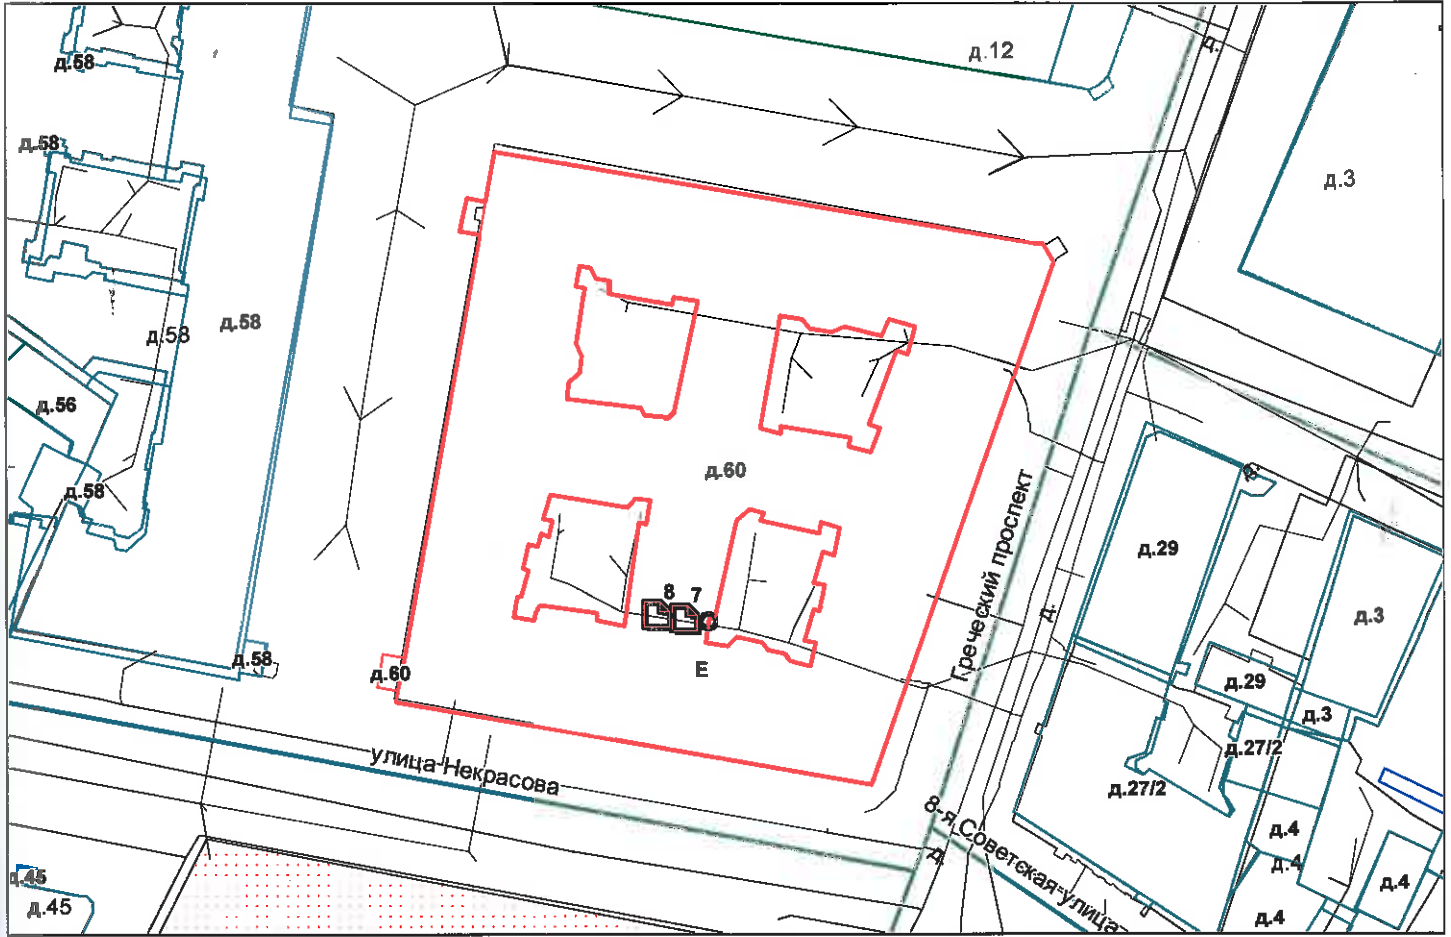 д.58
д.12
д.
д.58
д.3
д.58
д.58
д.56
д.60
д.58
Греческий проспект
д.29
8
7
д.
д.3
д.58
д.60
Е
д.29
д.3
д.27/2
улица Некрасова
д.27/2
8-я Советская улица
д.4
д.
д.4
д.45
д.4
д.45
д.4